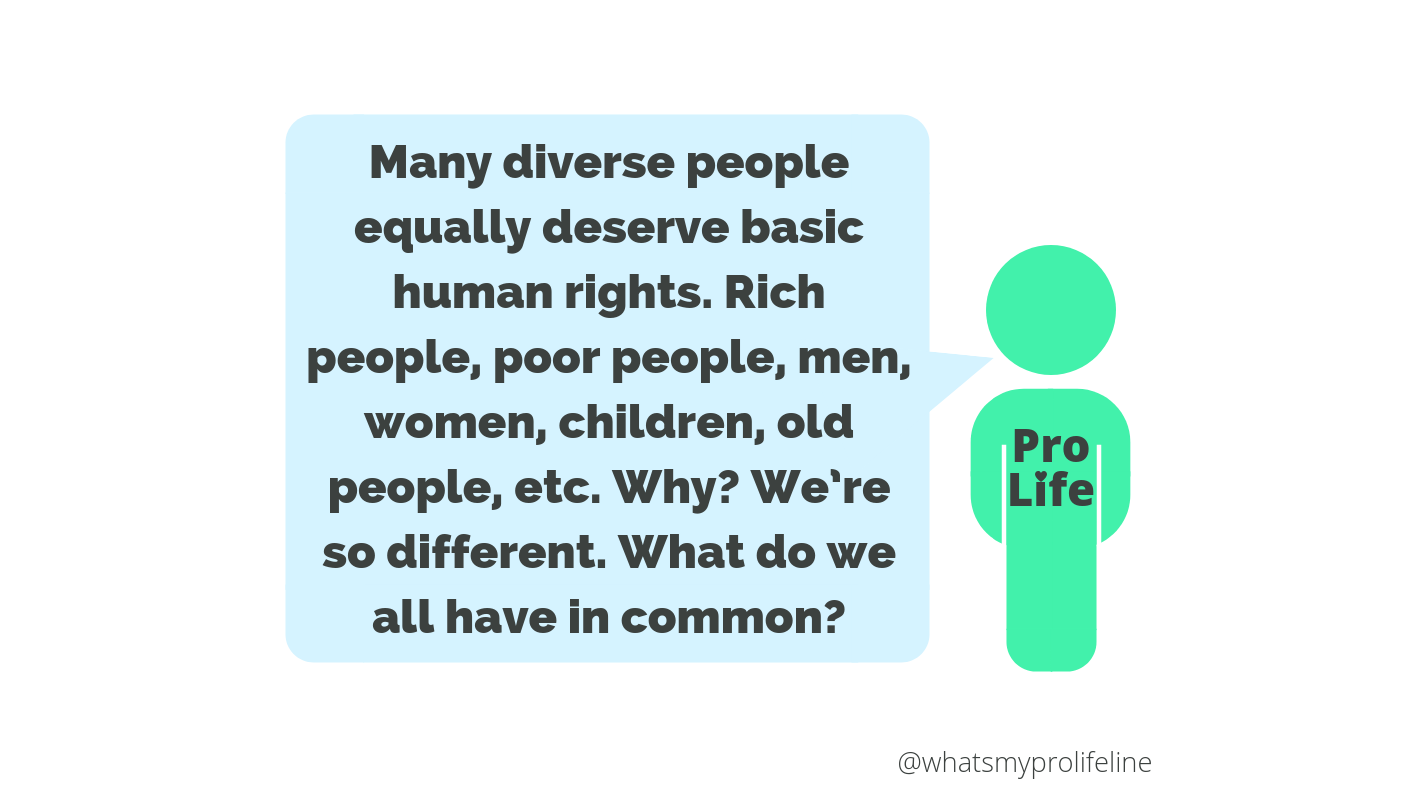 Many diverse people
equally deserve basic
human rights. Rich
people, poor people, men,
women, children, old
people, etc. Why? We’re
so different. What do we
all have in common?
Pro
Life
@whatsmyprolifeline